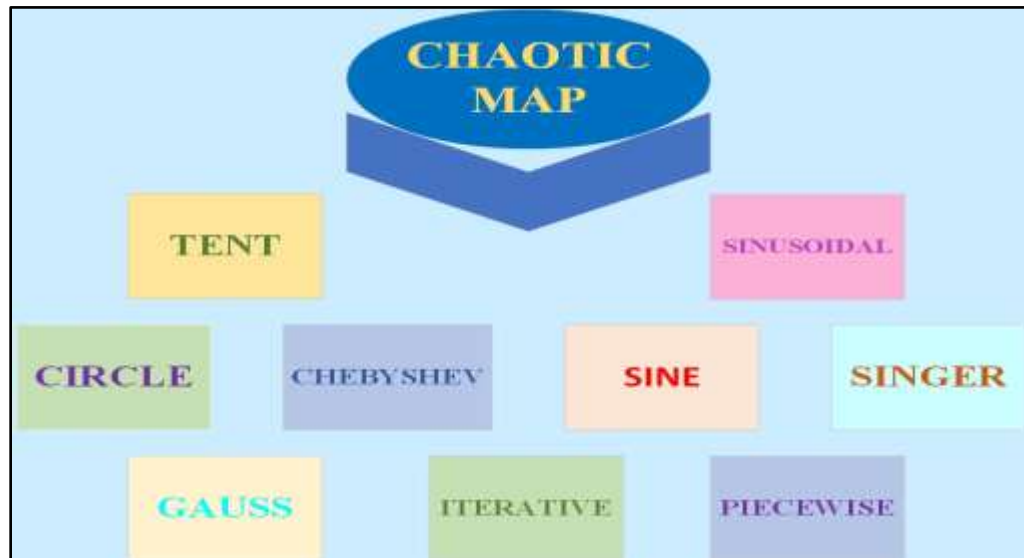 CHAOTIC
MAP
TENT
SINUSOIDAL
CIRCLE
CHEBYSHEV
SINE
SINGER
GAUSS
ITERATIVE
PIECEWISE